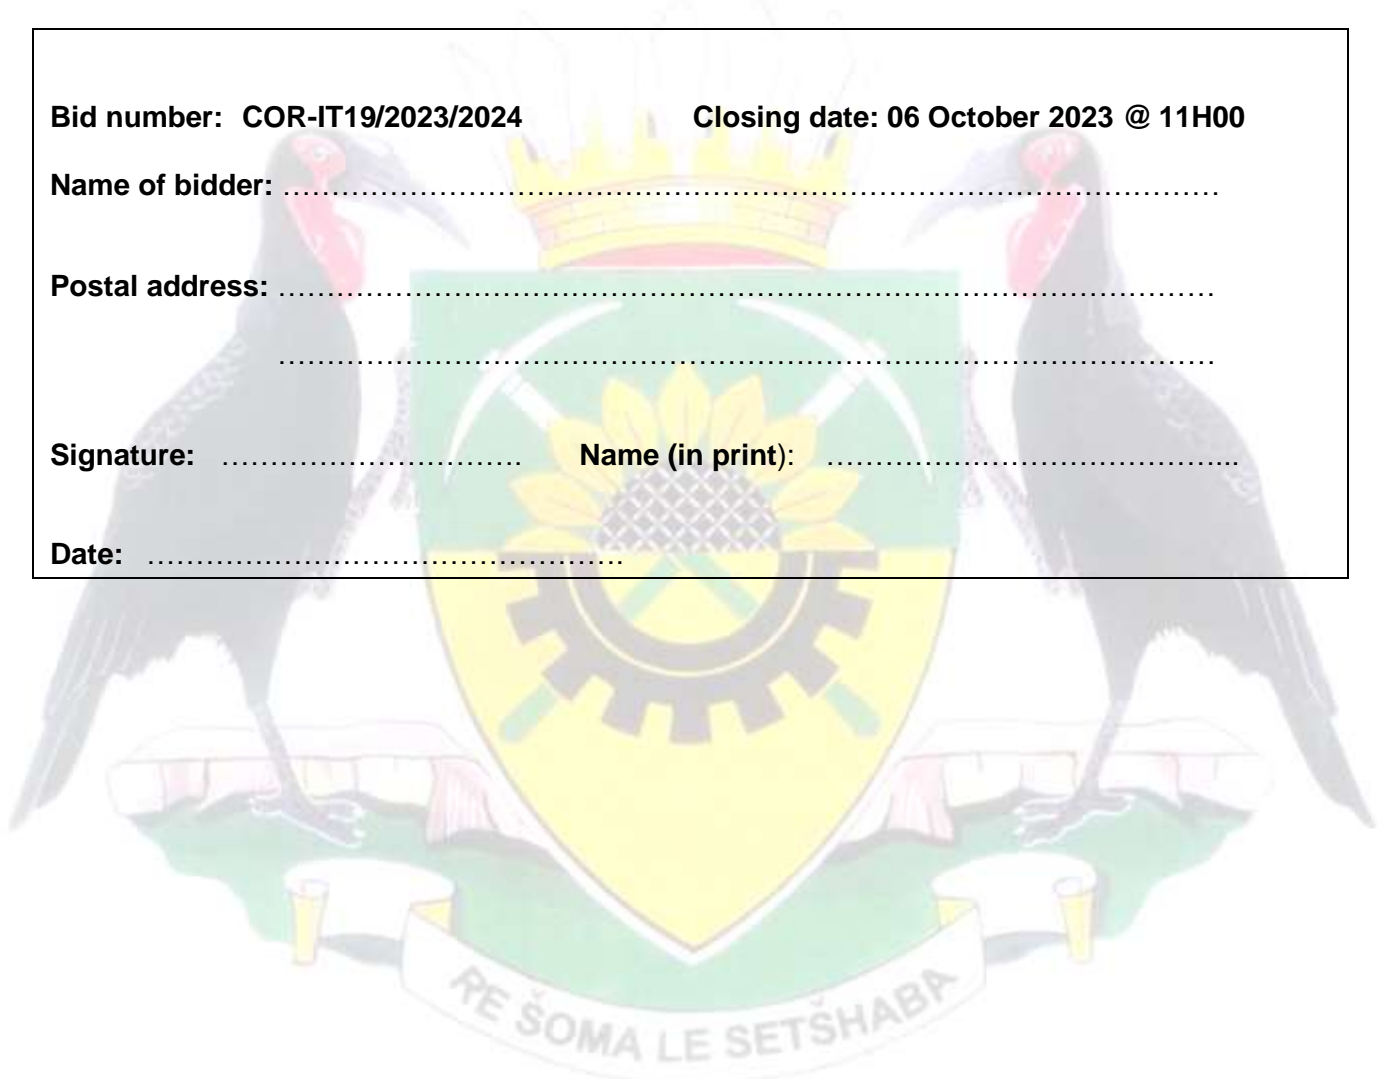 Bid number: COR-IT19/2023/2024 Closing date: 06 October 2023 @ 11H00
Name of bidder: ……………………………………………………………………………………
Postal address: ……………………………………………………………………………………
……………………………………………………………………………………
Signature: …………………………. Name (in print): …………………………………...
Date: ………………………………………….
RE ŠOMA LE SETŠHABA